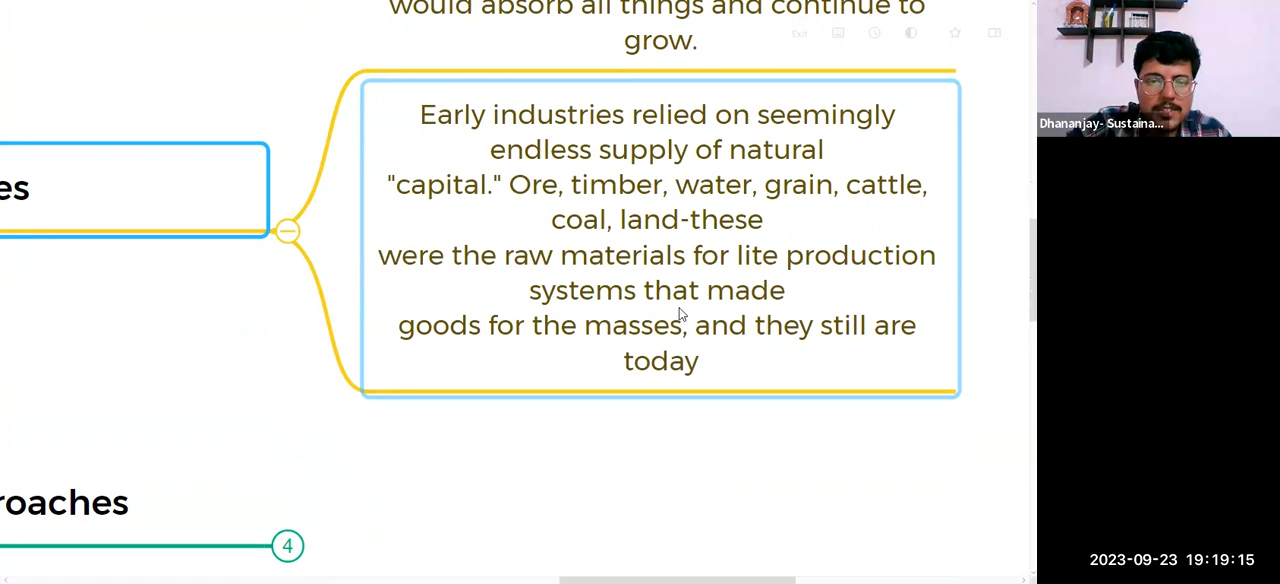 would absorb all things and continue to
grow.
Exit
Early industries relied on seemingly
endless supply of natural
"capital." Ore, timber, water, grain, cattle,
coal, land-these
were the raw materials for lite production
systems that made
goods for the masses, and they still are
today
es
roaches
4
Dhananjay- Sustaina...
2023-09-23 19:19:15